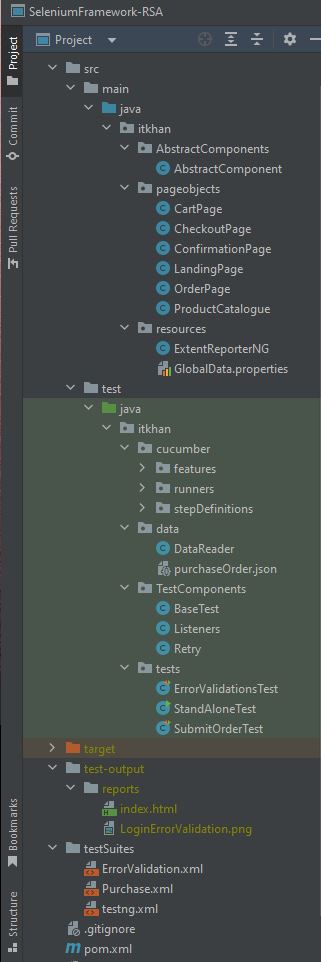 SeleniumFramework-RSA
Project
Project
Commit
Pull Requests
Bookmarks
Structure
src
main
java
itkhan
AbstractComponents
AbstractComponent
pageobjects
CartPage
CheckoutPage
ConfirmationPage
LandingPage
OrderPage
ProductCatalogue
resources
ExtentReporterNG
GlobalData.properties
test
java
itkhan
cucumber
features
runners
stepDefinitions
data
DataReader
purchaseOrder.json
TestComponents
BaseTest
Listeners
Retry
tests
ErrorValidationsTest
StandAloneTest
SubmitOrderTest
target
test-output
reports
index.html
LoginErrorValidation.png
testSuites
ErrorValidation.xml
Purchase.xml
testng.xml
.gitignore
pom.xml